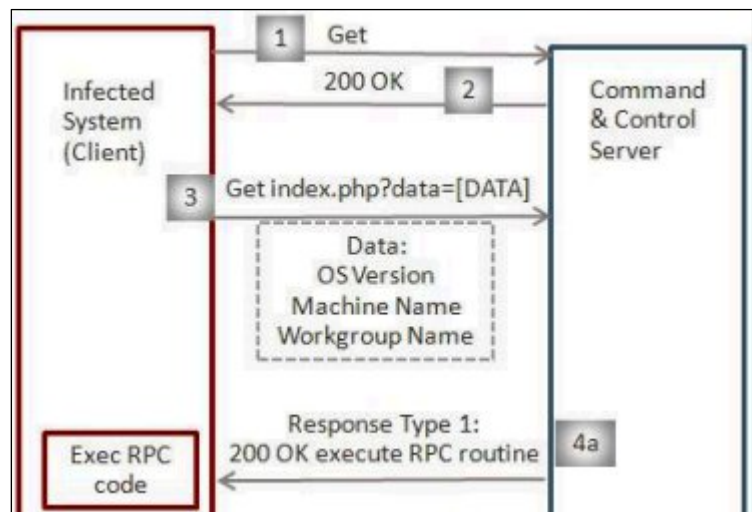 1
Get
200 OK
2
Infected
System
(Client)
Command
& Control
Server
3
Get index.php?data=[DATA]
Data:
OS Version
Machine Name
Workgroup Name
Response Type 1:
200 OK execute RPC routine
4a
Exec RPC
code